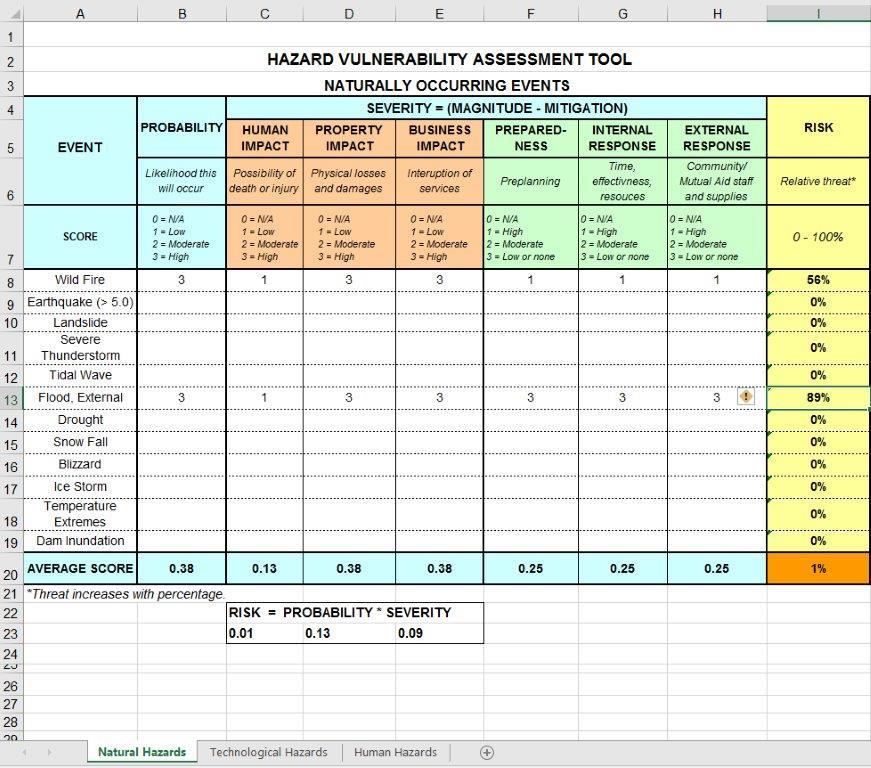 A B C D E F G H I
1
2 HAZARD VULNERABILITY ASSESSMENT TOOL
3 NATURALLY OCCURRING EVENTS
4 SEVERITY = (MAGNITUDE - MITIGATION)
5 EVENT PROBABILITY HUMAN IMPACT PROPERTY IMPACT BUSINESS IMPACT PREPARED-NESS INTERNAL RESPONSE EXTERNAL RESPONSE RISK
6 Likelihood this will occur Possibility of death or injury Physical losses and damages Interuption of services Preplanning Time, effectivness, resouces Community/ Mutual Aid staff and supplies Relative threat*
7 SCORE 0 = N/A 1 = Low 2 = Moderate 3 = High 0 = N/A 1 = Low 2 = Moderate 3 = High 0 = N/A 1 = Low 2 = Moderate 3 = High 0 = N/A 1 = Low 2 = Moderate 3 = High 0 = N/A 1 = High 2 = Moderate 3 = Low or none 0 = N/A 1 = High 2 = Moderate 3 = Low or none 0 = N/A 1 = High 2 = Moderate 3 = Low or none 0 - 100%
8 Wild Fire 3 1 3 3 1 1 1 56%
9 Earthquake (> 5.0) 0%
10 Landslide 0%
11 Severe Thunderstorm 0%
12 Tidal Wave 0%
13 Flood, External 3 1 3 3 3 3 3 89%
14 Drought 0%
15 Snow Fall 0%
16 Blizzard 0%
17 Ice Storm 0%
18 Temperature Extremes 0%
19 Dam Inundation 0%
20 AVERAGE SCORE 0.38 0.13 0.38 0.38 0.25 0.25 0.25 1%
21 *Threat increases with percentage.
22 RISK = PROBABILITY * SEVERITY
23 0.01 0.13 0.09
24
26
27
28
Natural Hazards Technological Hazards Human Hazards